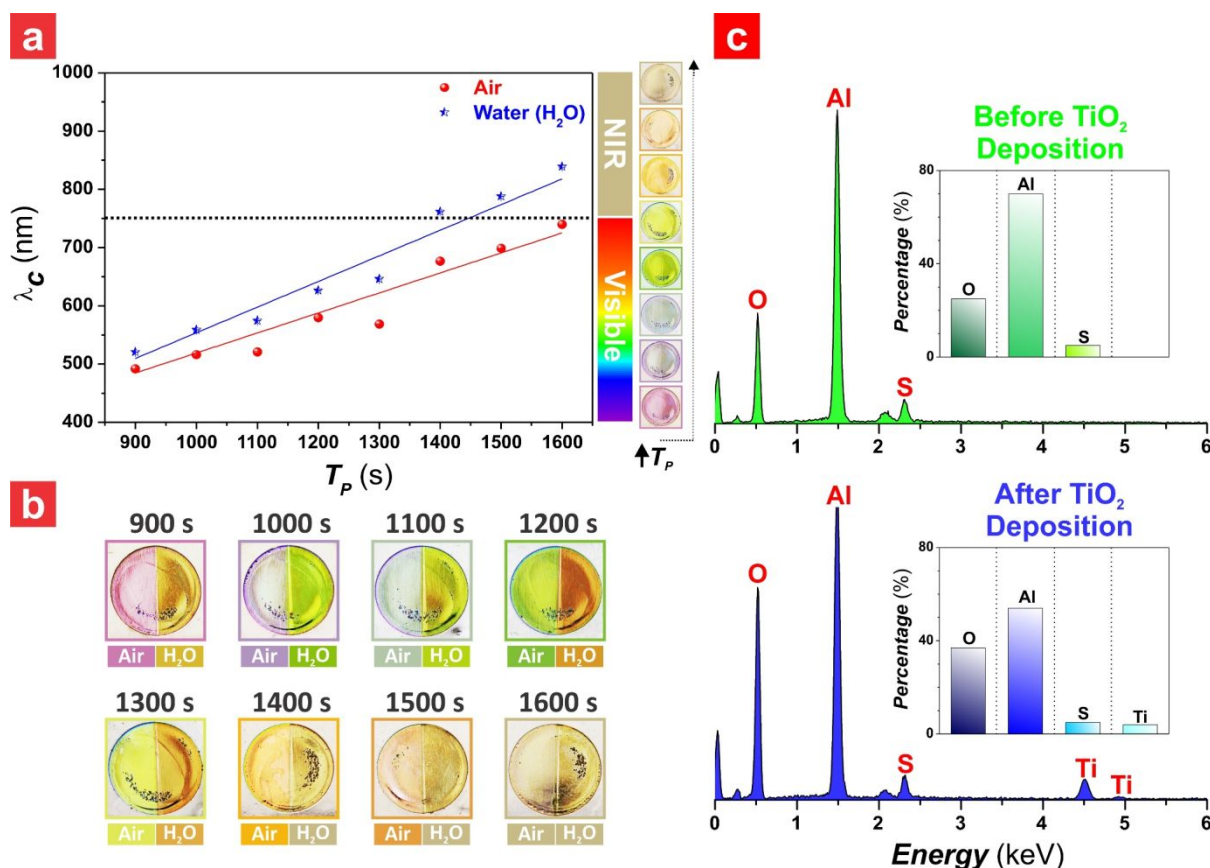 a
1000
900
800
700
600
500
400
λc (nm)
Air
Water (H₂O)
900 1000 1100 1200 1300 1400 1500 1600
TP (s)
NIR
Visible
TP
b
900 s 1000 s 1100 s 1200 s
Air H₂O Air H₂O Air H₂O Air H₂O
1300 s 1400 s 1500 s 1600 s
Air H₂O Air H₂O Air H₂O Air H₂O
c
Before TiO₂
Deposition
Al
O
S
80
40
0
Percentage (%)
O
Al
S
0 1 2 3 4 5 6
After TiO₂
Deposition
Al
O
S
Ti
Ti
80
40
0
Percentage (%)
O
Al
S
Ti
0 1 2 3 4 5 6
Energy (keV)